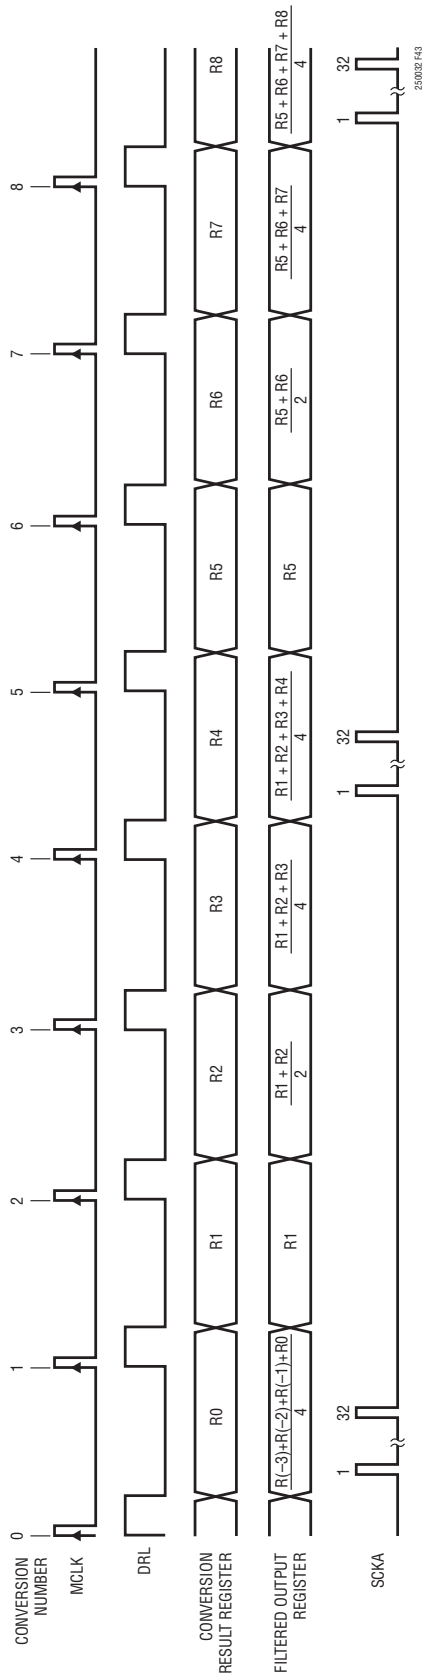 CONVERSION
NUMBER
0 1 2 3 4 5 6 7 8
MCLK
DRL
CONVERSION
RESULT REGISTER
R0 R1 R2 R3 R4 R5 R6 R7 R8
FILTERED OUTPUT
REGISTER
R(–3)+R(–2)+R(–1)+R0
4
R1
R1 + R2
2
R1 + R2 + R3
4
R1 + R2 + R3 + R4
4
R5
R5 + R6
2
R5 + R6 + R7
4
R5 + R6 + R7 + R8
4
SCKA
1 32 1 32 1 32
250032 F43